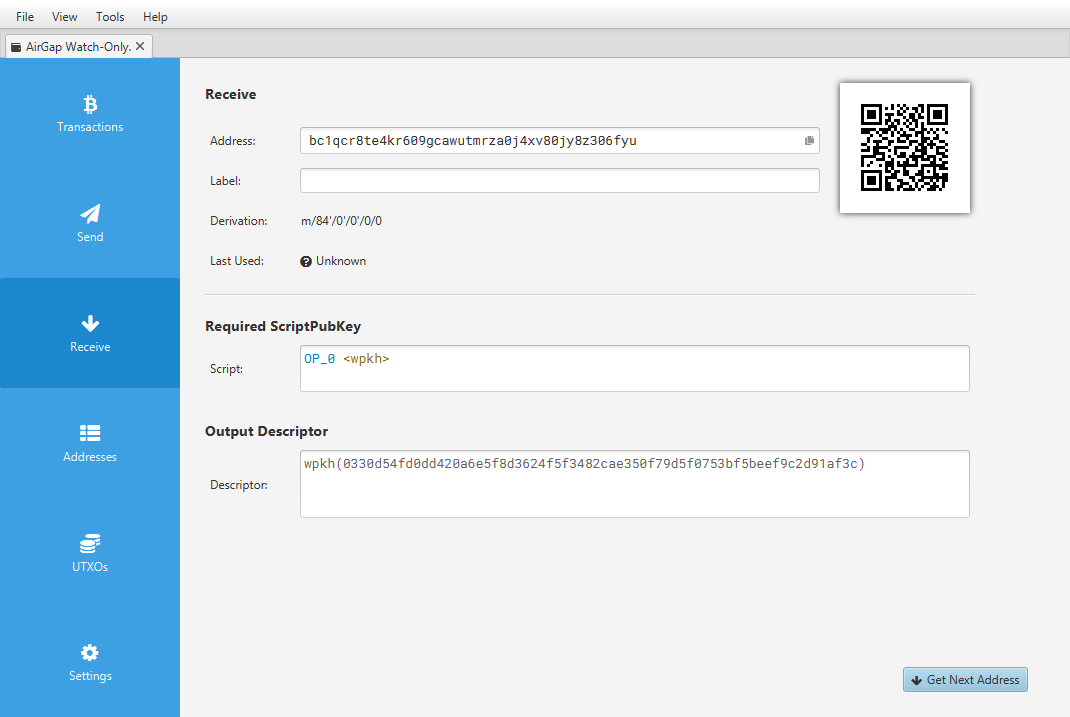 File View Tools Help
AirGap Watch-Only.
Transactions
Send
Receive
Addresses
UTXOs
Settings
Receive
Address: bc1qcr8te4kr609gcawutmrza0j4xv80jy8z306fyu
Label:
Derivation: m/84'/0'/0'/0/0
Last Used: Unknown
Required ScriptPubKey
Script: OP_0 <wpkh>
Output Descriptor
Descriptor: wpkh(0330d54fd0dd420a6e5f8d3624f5f3482cae350f79d5f0753bf5beef9c2d91af3c)
Get Next Address